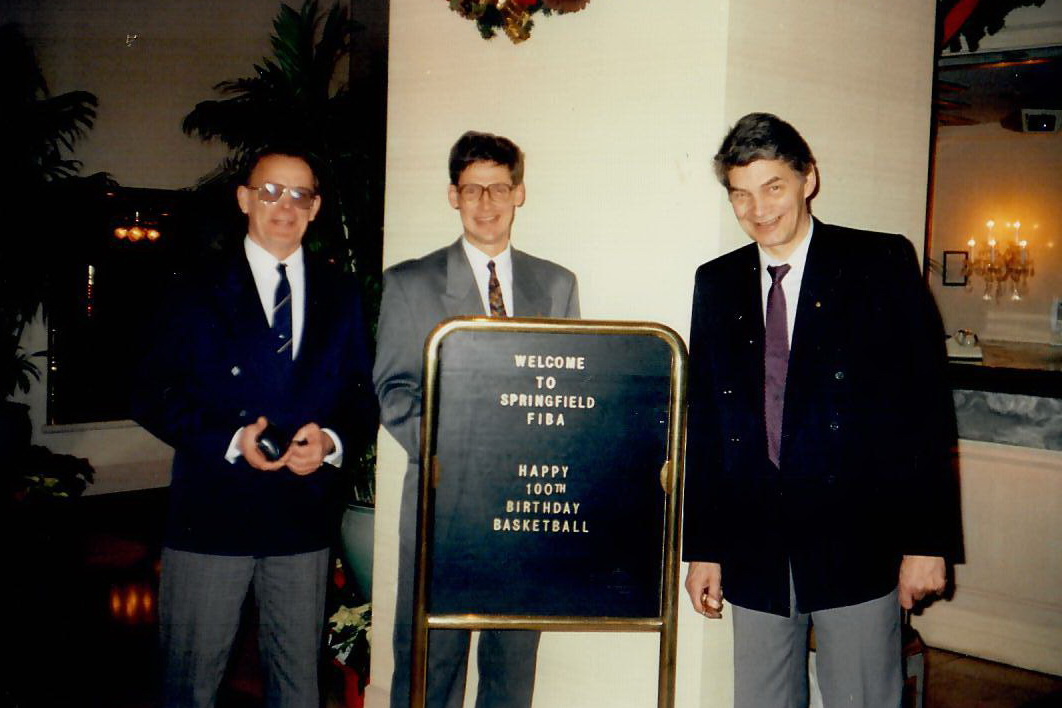 WELCOME
TO
SPRINGFIELD
FIBA
HAPPY
100TH
BIRTHDAY
BASKETBALL